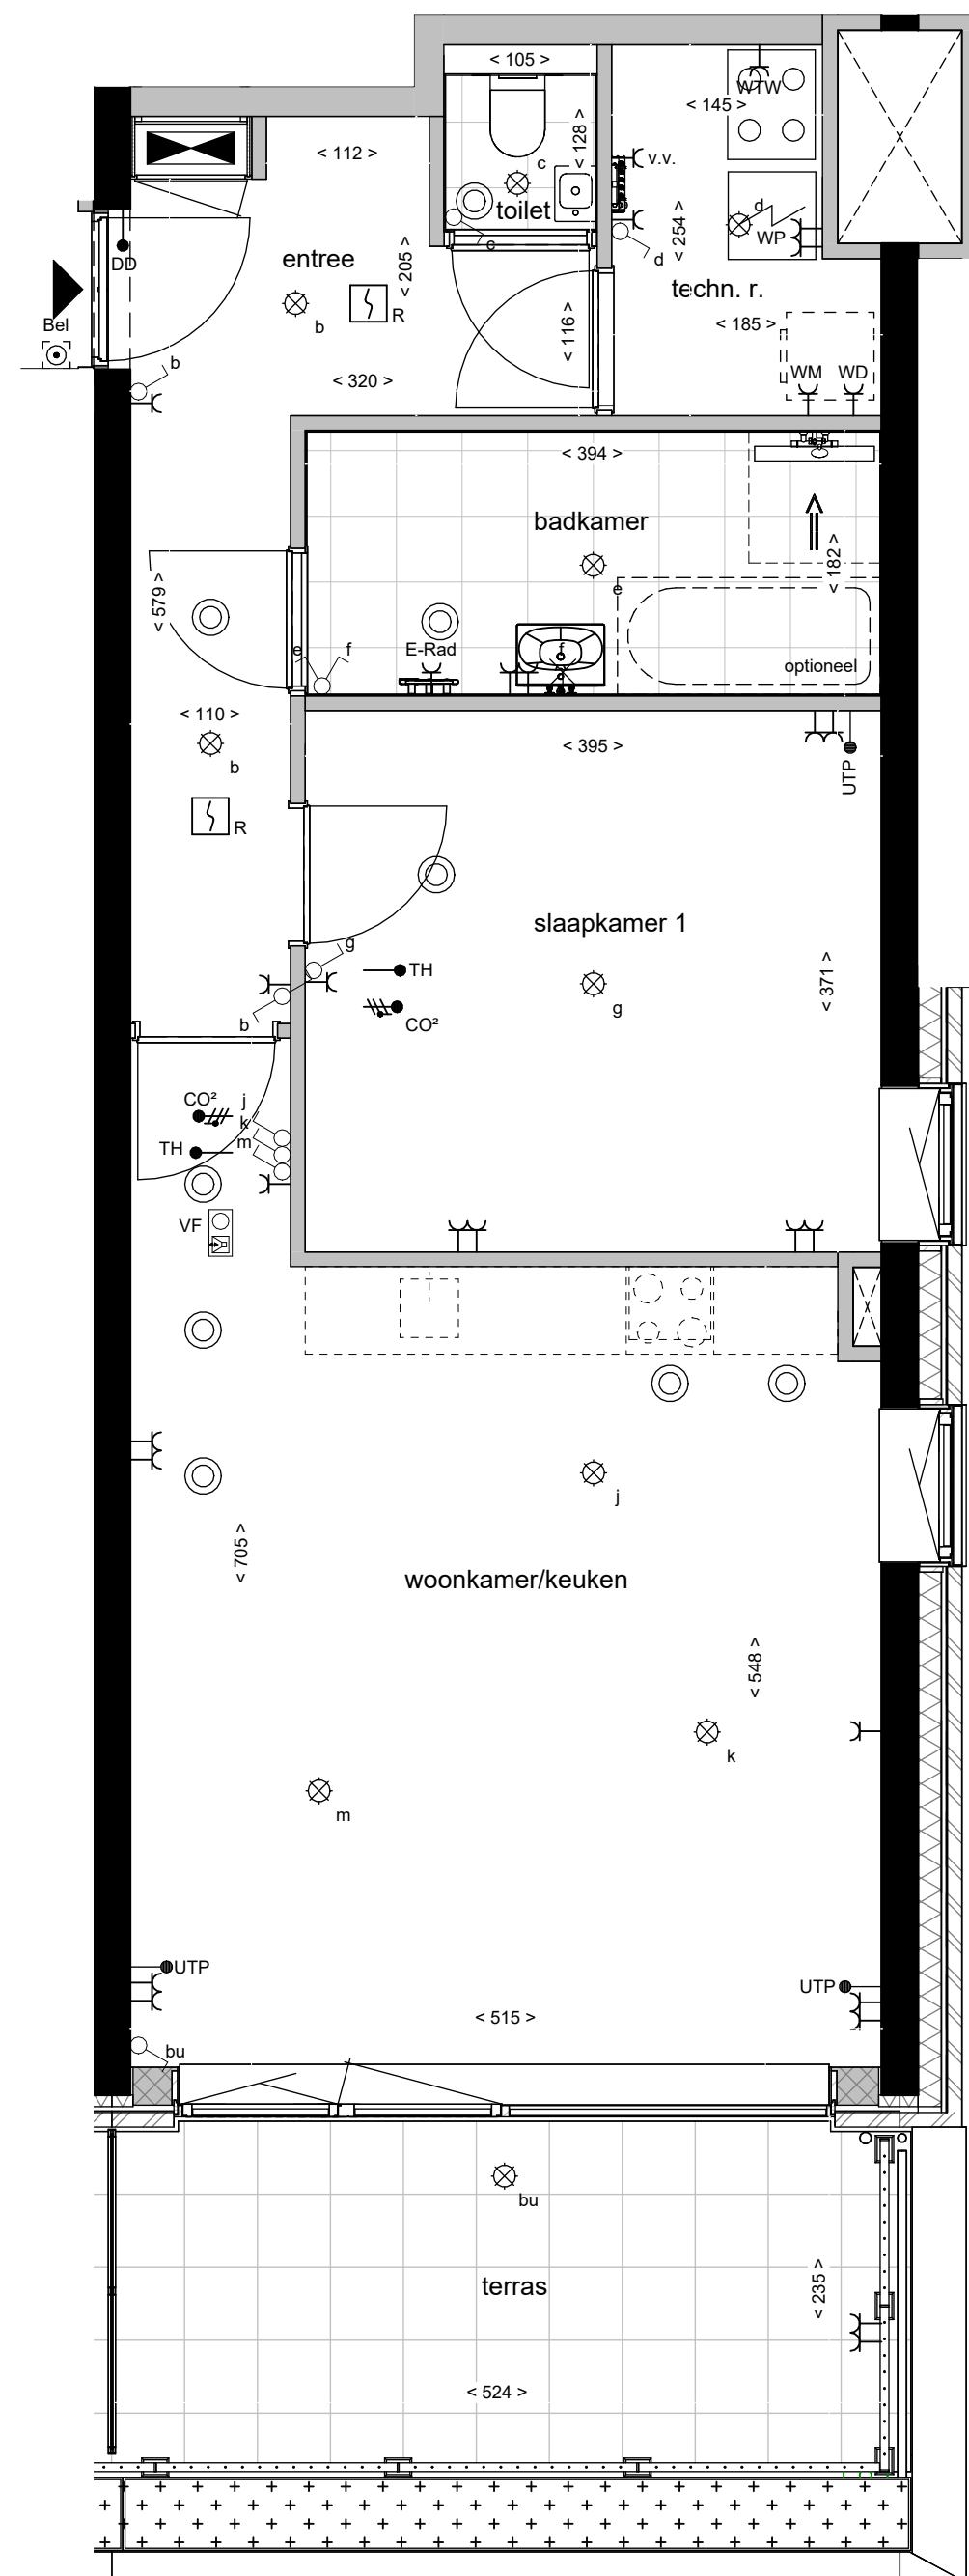 < 105 >
WTW
< 145 >
< 112 >
< 128 >
c
v.v.
toilet
d
WP
c
< 254 >
d
entree
< 205 >
DD
techn. r.
Bel
b
R
< 116 >
< 185 >
b
< 320 >
WM
WD
< 394 >
badkamer
< 182 >
< 579 >
e
e
f
E-Rad
f
optioneel
< 110 >
< 395 >
b
UTP
R
slaapkamer 1
g
TH
< 371 >
g
b
CO²
CO²
j
k
m
TH
VF
j
< 705 >
woonkamer/keuken
< 548 >
k
m
UTP
UTP
< 515 >
bu
bu
terras
< 235 >
< 524 >